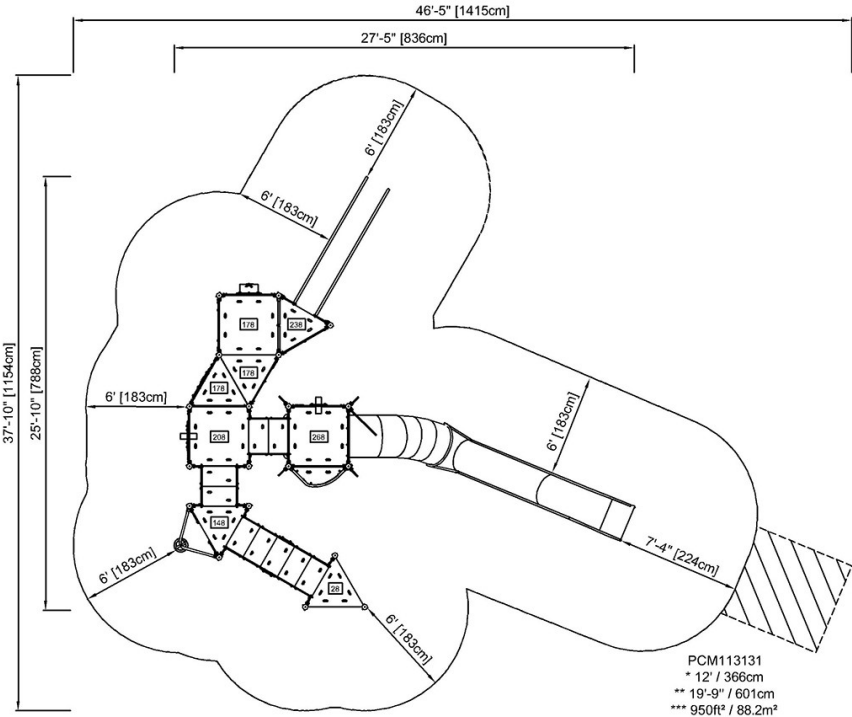 46'-5" [1415cm]
27'-5" [836cm]
6' [183cm]
6' [183cm]
37'-10" [1154cm]
25'-10" [788cm]
178
238
178
178
6' [183cm]
208
268
6' [183cm]
148
7'-4" [224cm]
6' [183cm]
28
6' [183cm]
PCM113131
* 12' / 366cm
** 19'-9" / 601cm
*** 950ft² / 88.2m²